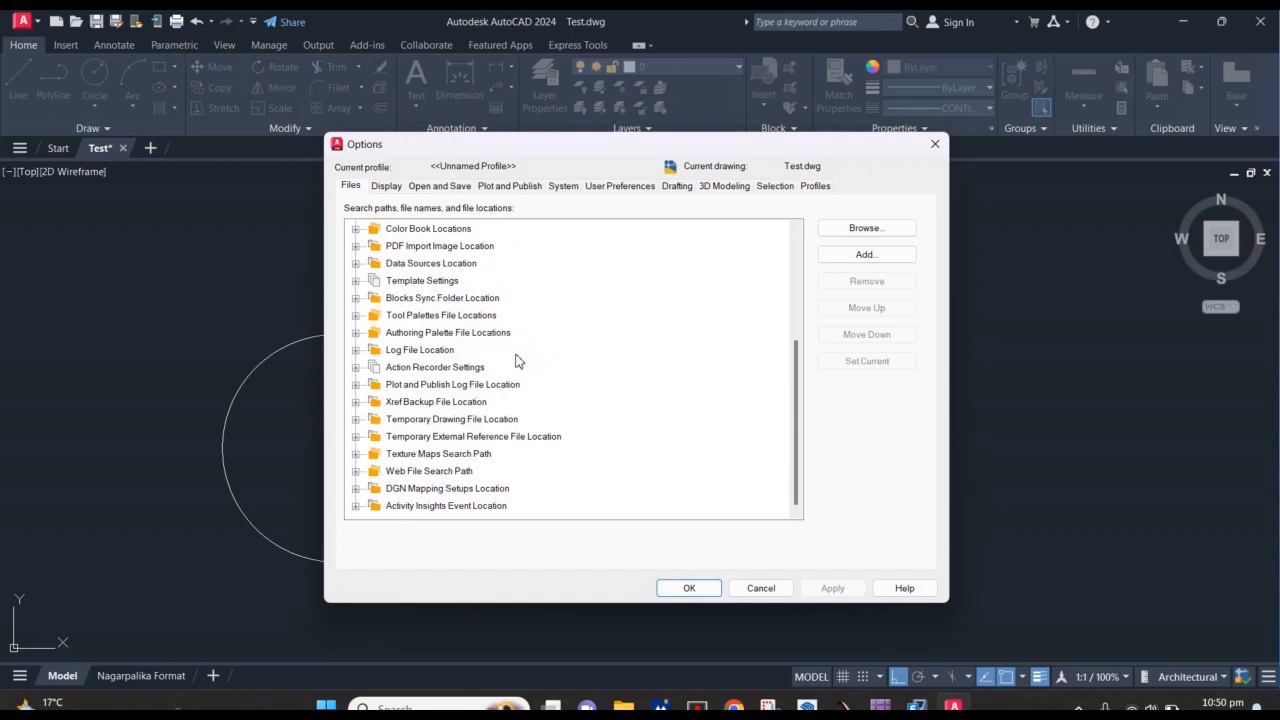 Share
Autodesk AutoCAD 2024 Test.dwg
Type a keyword or phrase
Sign In
Home Insert Annotate Parametric View Manage Output Add-ins Collaborate Featured Apps Express Tools
Line Polyline Circle Arc
Move Rotate Trim
Copy Mirror Fillet
Stretch Scale Array
Text Dimension
Layer Properties
0
Insert
Match Properties
ByLayer
ByLayer
CONTI...
Group
Measure
Paste
Base
Draw Modify Annotation Layers Block Properties Groups Utilities Clipboard View
Start Test*
[−][Top][2D Wireframe]
Options
Current profile: <<Unnamed Profile>> Current drawing: Test.dwg
Files Display Open and Save Plot and Publish System User Preferences Drafting 3D Modeling Selection Profiles
Search paths, file names, and file locations:
Color Book Locations
PDF Import Image Location
Data Sources Location
Template Settings
Blocks Sync Folder Location
Tool Palettes File Locations
Authoring Palette File Locations
Log File Location
Action Recorder Settings
Plot and Publish Log File Location
Xref Backup File Location
Temporary Drawing File Location
Temporary External Reference File Location
Texture Maps Search Path
Web File Search Path
DGN Mapping Setups Location
Activity Insights Event Location
Browse...
Add...
Remove
Move Up
Move Down
Set Current
OK Cancel Apply Help
N
W TOP E
S
WCS
Y
X
Model Nagarpalika Format
MODEL 1:1 / 100% Architectural
17°C
Search
10:50 pm